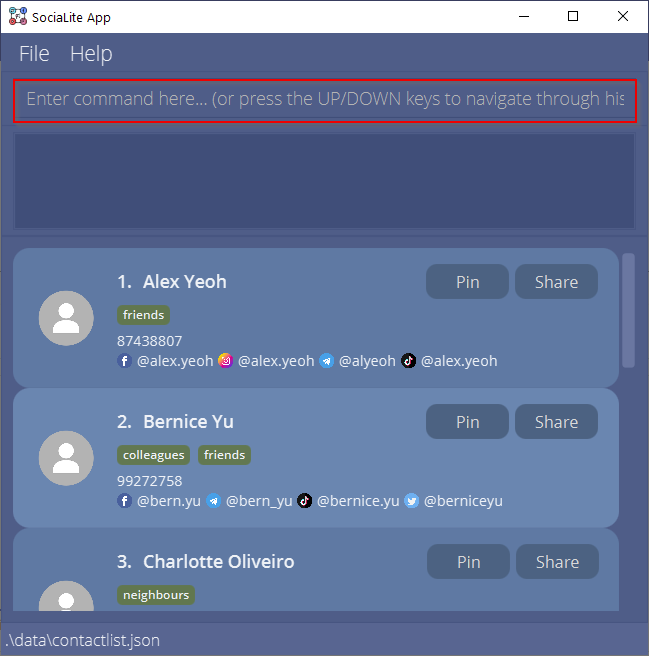 SociaLite App
File Help
Enter command here... (or press the UP/DOWN keys to navigate through his
1. Alex Yeoh
Pin Share
friends
87438807
@alex.yeoh @alex.yeoh @alyeoh @alex.yeoh
2. Bernice Yu
Pin Share
colleagues friends
99272758
@bern.yu @bern_yu @bernice.yu @berniceyu
3. Charlotte Oliveiro
Pin Share
neighbours
.\data\contactlist.json